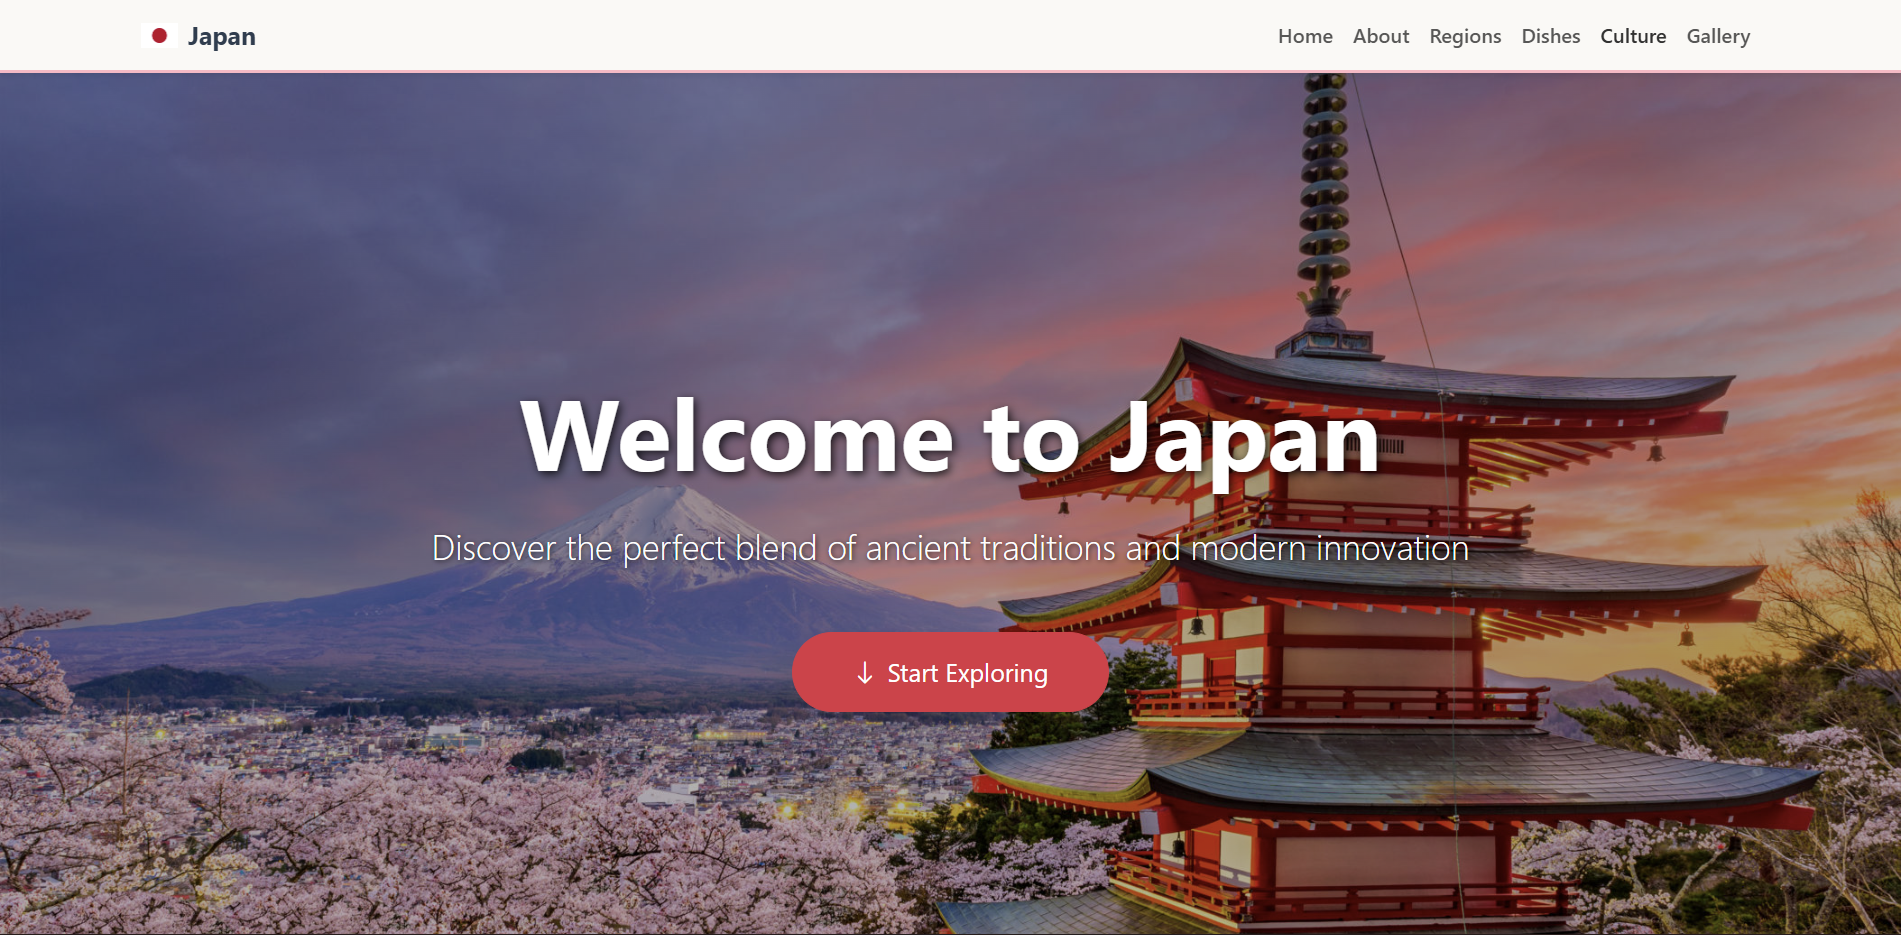 Japan
Home About Regions Dishes Culture Gallery
Welcome to Japan
Discover the perfect blend of ancient traditions and modern innovation
Start Exploring